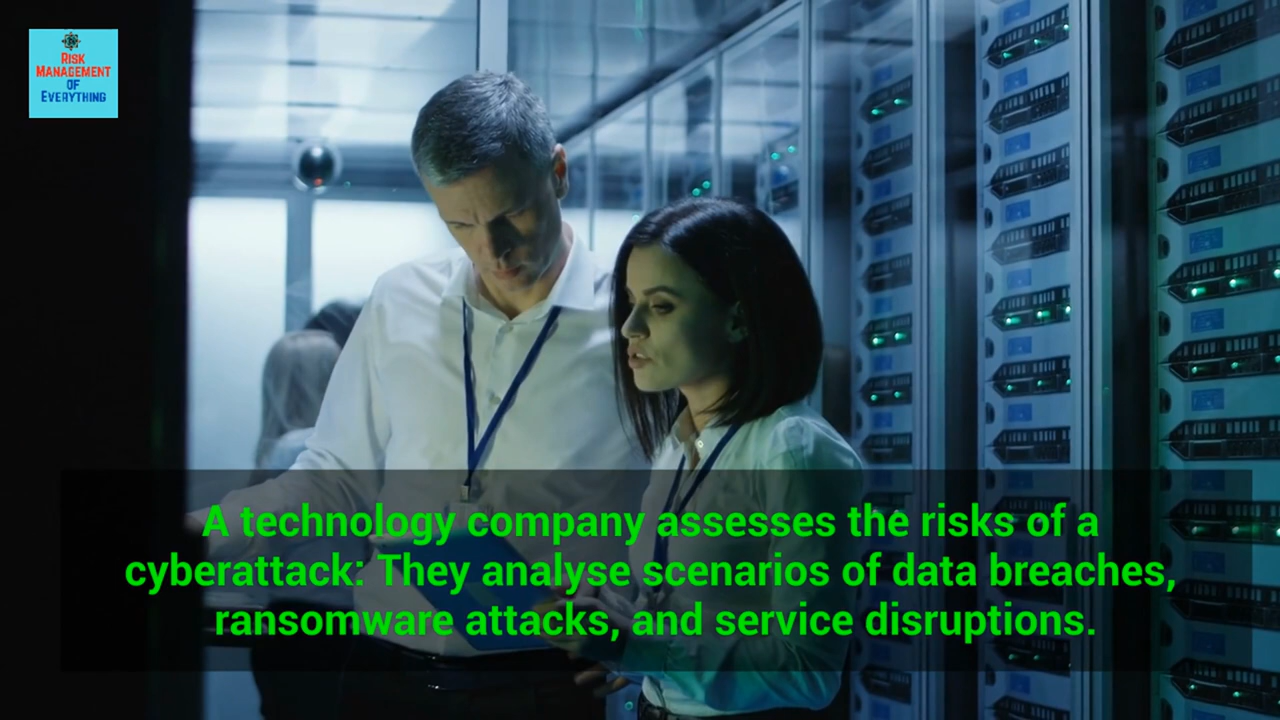 RISK
MANAGEMENT
OF
EVERYTHING
A technology company assesses the risks of a
cyberattack: They analyse scenarios of data breaches,
ransomware attacks, and service disruptions.